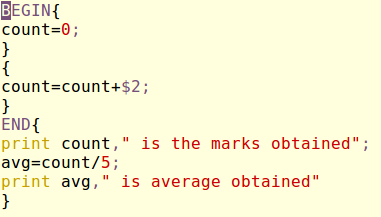 BEGIN{
count=0;
}
{
count=count+$2;
}
END{
print count," is the marks obtained";
avg=count/5;
print avg," is average obtained"
}